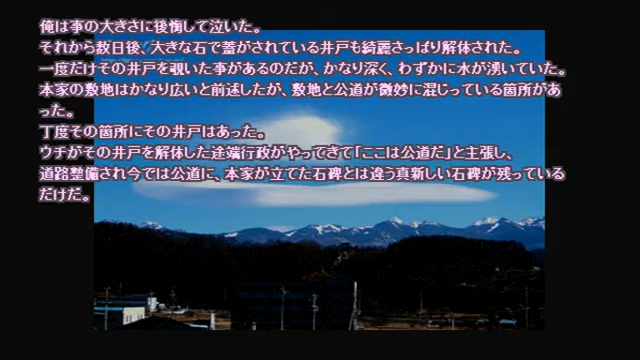 俺は事の大きさに後悔して泣いた。
それから数日後、大きな石で蓋がされている井戸も綺麗さっぱり解体された。
一度だけその井戸を覗いた事があるのだが、かなり深く、わずかに水が湧いていた。
本家の敷地はかなり広いと前述したが、敷地と公道が微妙に混じっている箇所があ
った。
丁度その箇所にその井戸はあった。
ウチがその井戸を解体した途端行政がやってきて「ここは公道だ」と主張し、
道路整備され今では公道に、本家が立てた石碑とは違う真新しい石碑が残っている
だけだ。